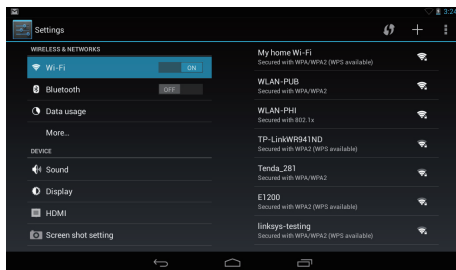 3:24
Settings
WIRELESS & NETWORKS
Wi-Fi
ON
Bluetooth
OFF
Data usage
More...
DEVICE
Sound
Display
HDMI
Screen shot setting
My home Wi-Fi
Secured with WPA/WPA2 (WPS available)
WLAN-PUB
Secured with WPA/WPA2
WLAN-PHI
Secured with 802.1x
TP-LinkWR941ND
Secured with WPA2 (WPS available)
Tenda_281
Secured with WPA/WPA2
E1200
Secured with WPA2 (WPS available)
linksys-testing
Secured with WPA/WPA2 (WPS available)